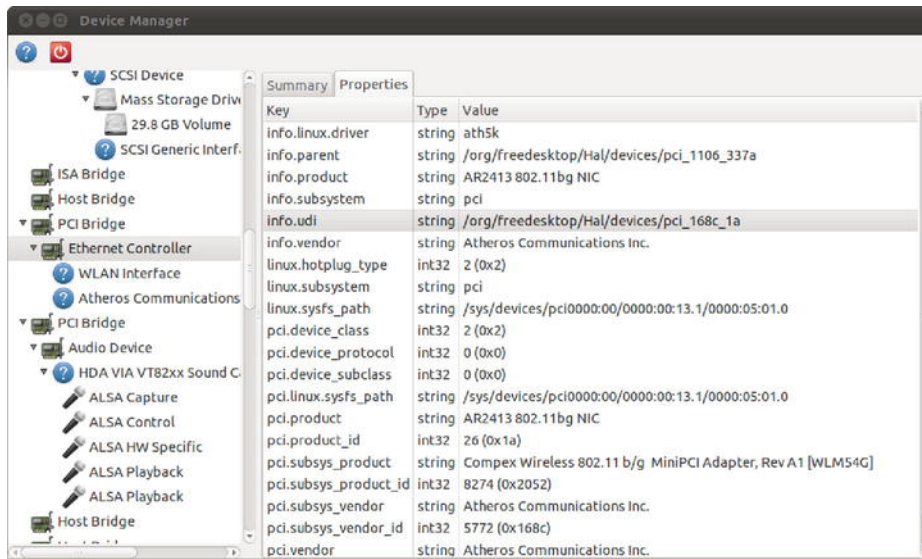 Device Manager
SCSI Device
Mass Storage Drive
29.8 GB Volume
SCSI Generic Interf
ISA Bridge
Host Bridge
PCI Bridge
Ethernet Controller
WLAN Interface
Atheros Communications
PCI Bridge
Audio Device
HDA VIA VT82xx Sound C
ALSA Capture
ALSA Control
ALSA HW Specific
ALSA Playback
ALSA Playback
Host Bridge
Summary Properties
Key Type Value
info.linux.driver string ath5k
info.parent string /org/freedesktop/Hal/devices/pci_1106_337a
info.product string AR2413 802.11bg NIC
info.subsystem string pci
info.udi string /org/freedesktop/Hal/devices/pci_168c_1a
info.vendor string Atheros Communications Inc.
linux.hotplug_type int32 2 (0x2)
linux.subsystem string pci
linux.sysfs_path string /sys/devices/pci0000:00/0000:00:13.1/0000:05:01.0
pci.device_class int32 2 (0x2)
pci.device_protocol int32 0 (0x0)
pci.device_subclass int32 0 (0x0)
pci.linux.sysfs_path string /sys/devices/pci0000:00/0000:00:13.1/0000:05:01.0
pci.product string AR2413 802.11bg NIC
pci.product_id int32 26 (0x1a)
pci.subsys_product string Compex Wireless 802.11 b/g MiniPCI Adapter, Rev A1 [WLM54G]
pci.subsys_product_id int32 8274 (0x2052)
pci.subsys_vendor string Atheros Communications Inc.
pci.subsys_vendor_id int32 5772 (0x168c)
pci.vendor string Atheros Communications Inc.